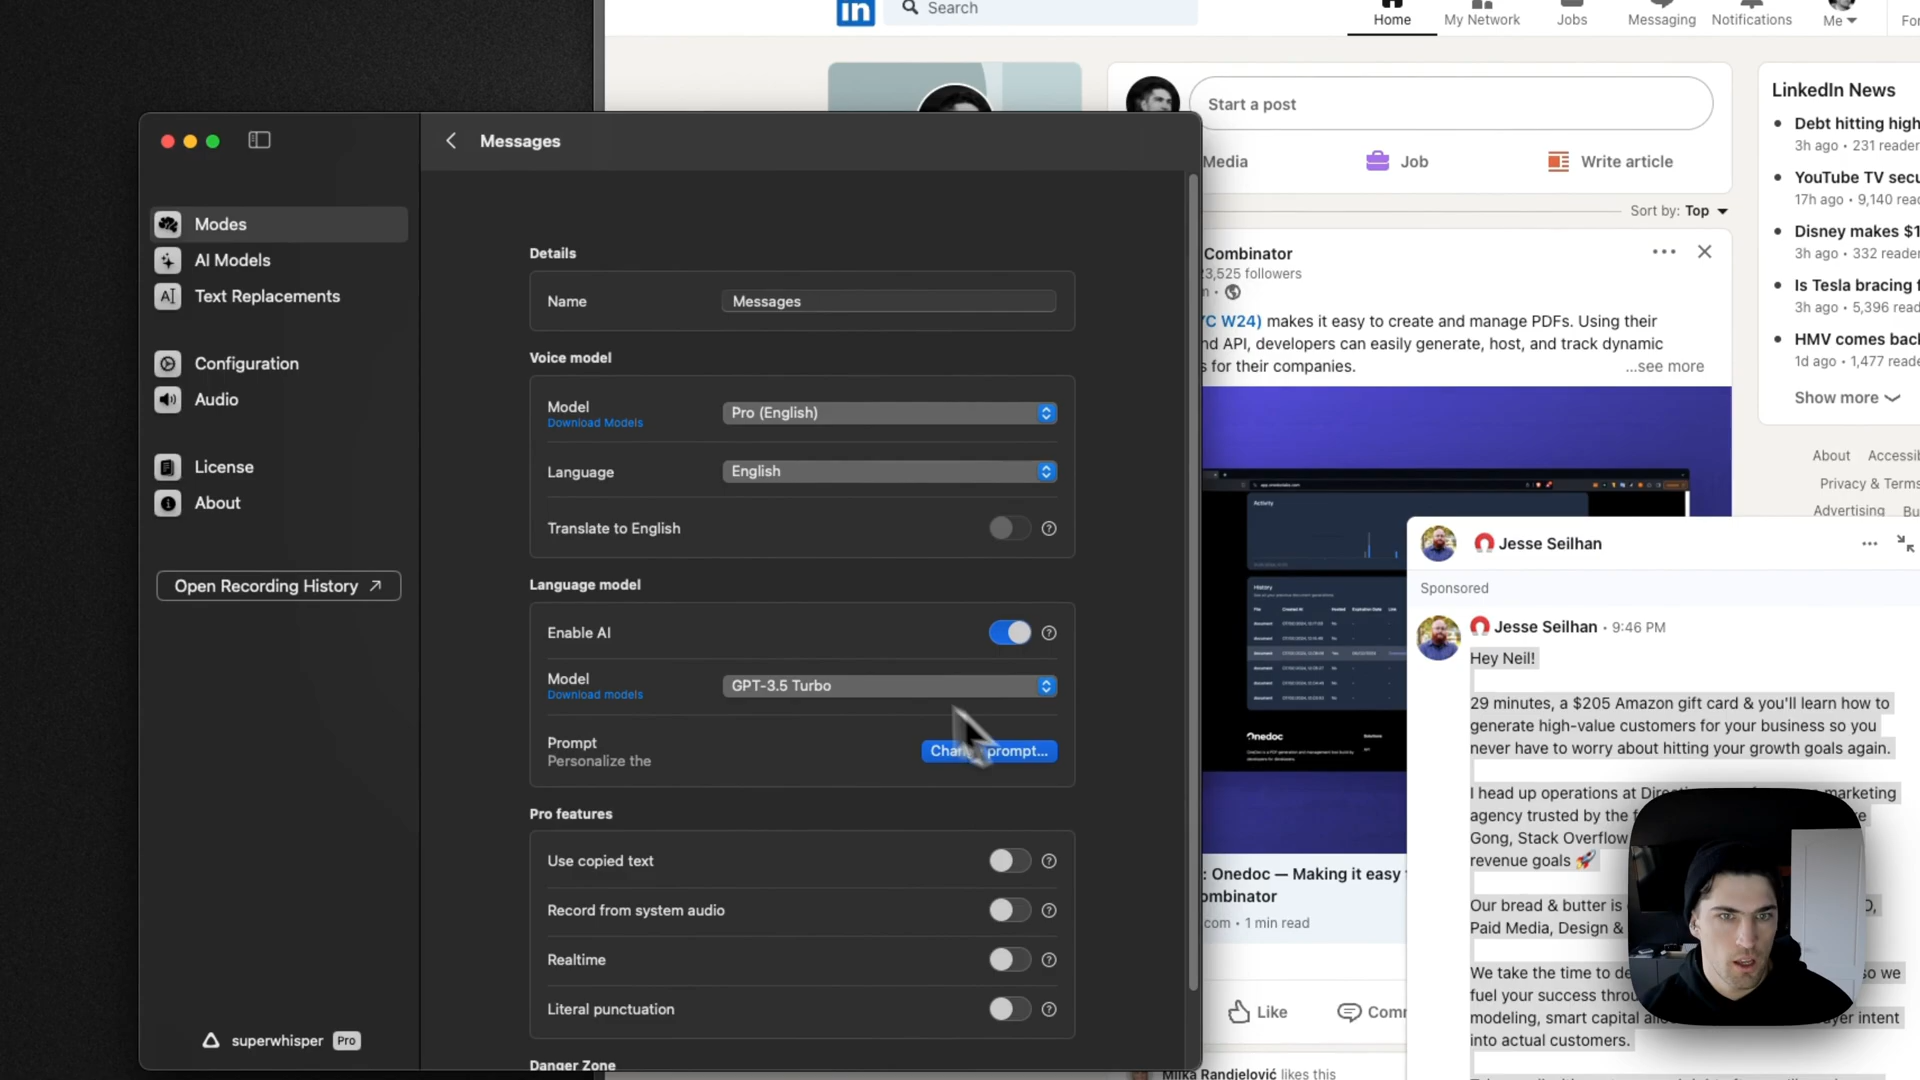 in
Search
Home
My Network
Jobs
Messaging
Notifications
Me
Start a post
Media
Job
Write article
Sort by: Top
LinkedIn News
Debt hitting high
3h ago • 231 reader
YouTube TV secu
17h ago • 9,140 read
Disney makes $1
3h ago • 332 reader
Is Tesla bracing f
3h ago • 5,396 read
HMV comes back
1d ago • 1,477 reade
Show more
About
Privacy & Terms
Advertising
Messages
Modes
AI Models
Text Replacements
Configuration
Audio
License
About
Open Recording History
superwhisper Pro
Details
Name
Messages
Voice model
Model
Download Models
Pro (English)
Language
English
Translate to English
Language model
Enable AI
Model
Download models
GPT-3.5 Turbo
Prompt
Personalize the
prompt...
Pro features
Use copied text
Record from system audio
Realtime
Literal punctuation
Danger Zone
Combinator
3,525 followers
C W24) makes it easy to create and manage PDFs. Using their
API, developers can easily generate, host, and track dynamic
for their companies.
...see more
Activity
History
Onedoc
: Onedoc — Making it easy
ombinator
com • 1 min read
Like
Comm
Milka Randjelović likes this
Jesse Seilhan
Sponsored
Jesse Seilhan • 9:46 PM
Hey Neil!
29 minutes, a $205 Amazon gift card & you'll learn how to
generate high-value customers for your business so you
never have to worry about hitting your growth goals again.
I head up operations at marketing
agency trusted by the
Gong, Stack Overflow
revenue goals 🚀
Our bread & butter is
Paid Media, Design &
We take the time to so we
fuel your success
modeling, smart capital intent
into actual customers.